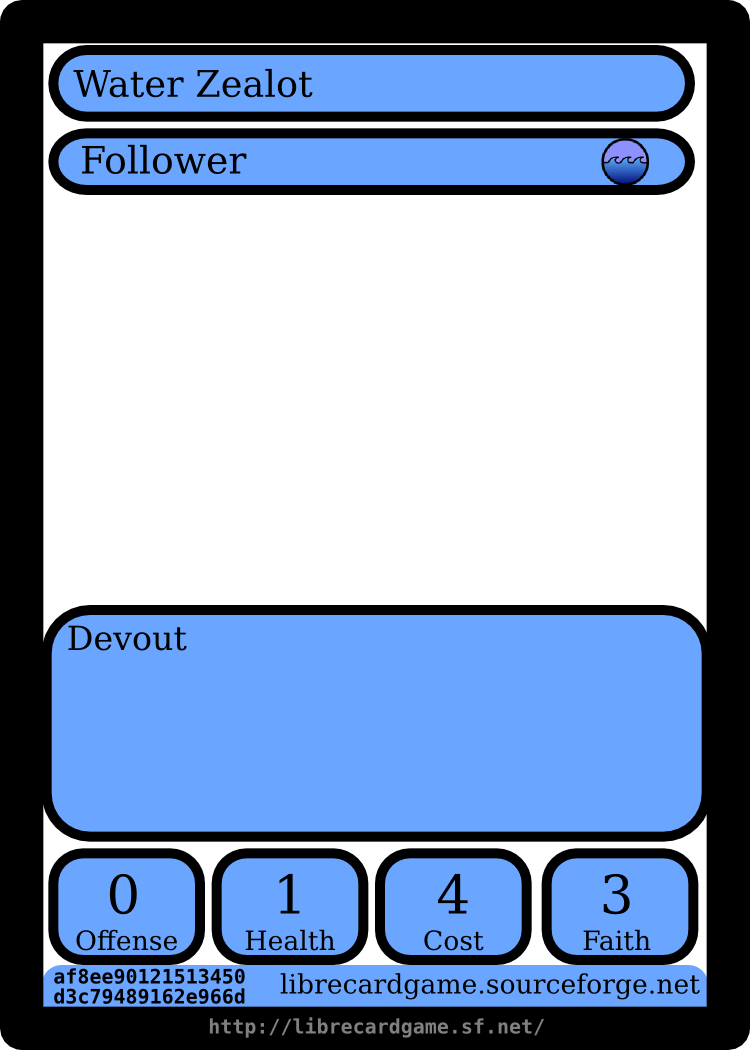 Water Zealot
Follower
Devout
0 1 4 3
Offense Health Cost Faith
af8ee90121513450
d3c79489162e966d
librecardgame.sourceforge.net
http://librecardgame.sf.net/